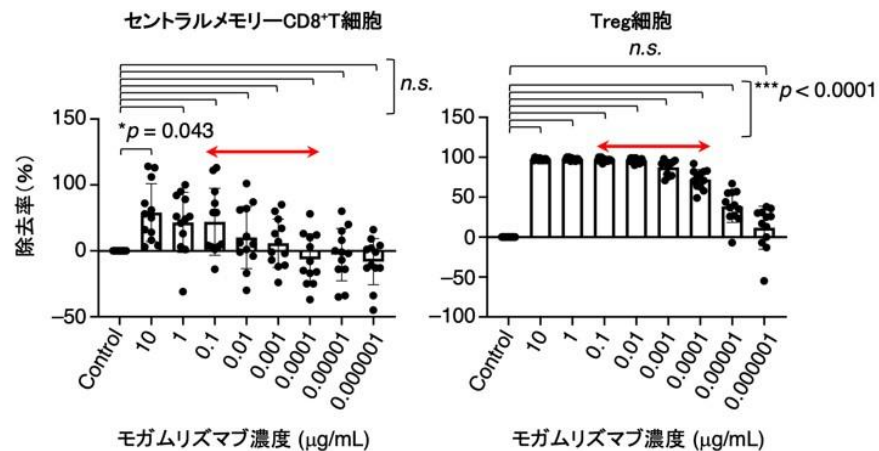 セントラルメモリーCD8⁺T細胞
n.s.
*p = 0.043
150
100
0
−50
除去率(%)
Control
10
1
0.1
0.01
0.001
0.0001
0.00001
0.000001
モガムリズマブ濃度 (μg/mL)
Treg細胞
n.s.
***p < 0.0001
150
100
50
0
−50
−100
Control
10
1
0.1
0.01
0.001
0.0001
0.00001
0.000001
モガムリズマブ濃度 (μg/mL)